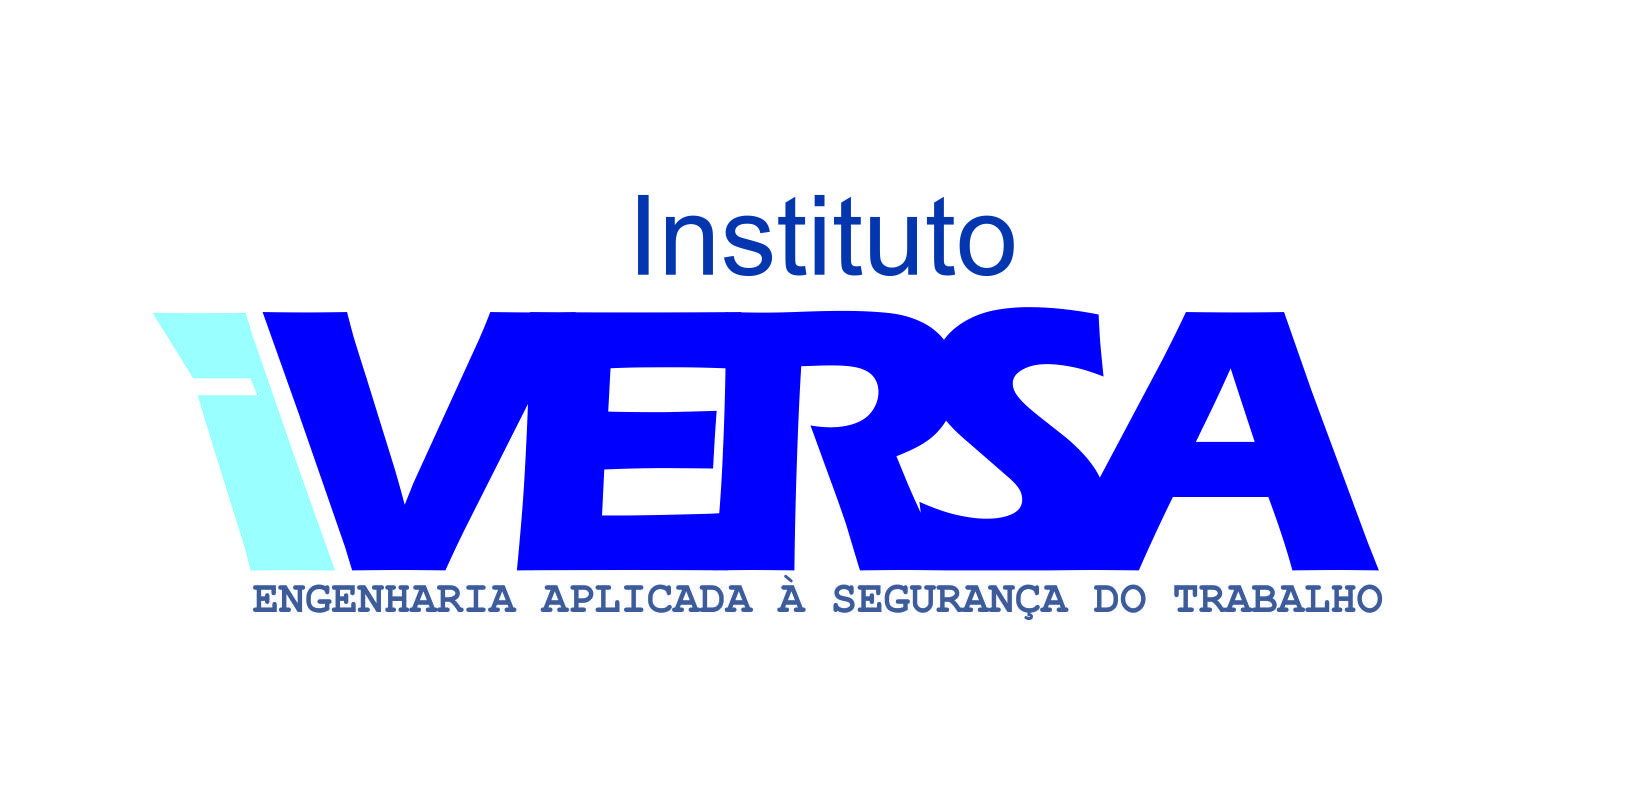 Instituto
iVERSA
ENGENHARIA APLICADA À SEGURANÇA DO TRABALHO